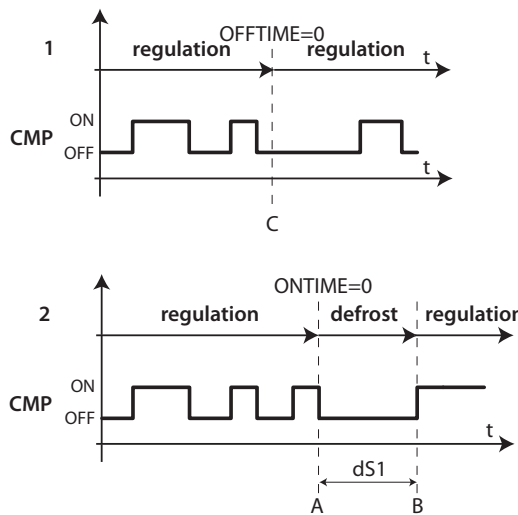 OFFTIME=0
1 regulation regulation t
ON
CMP
OFF
t
C
ONTIME=0
2 regulation defrost regulation
ON
CMP
OFF
t
dS1
A B